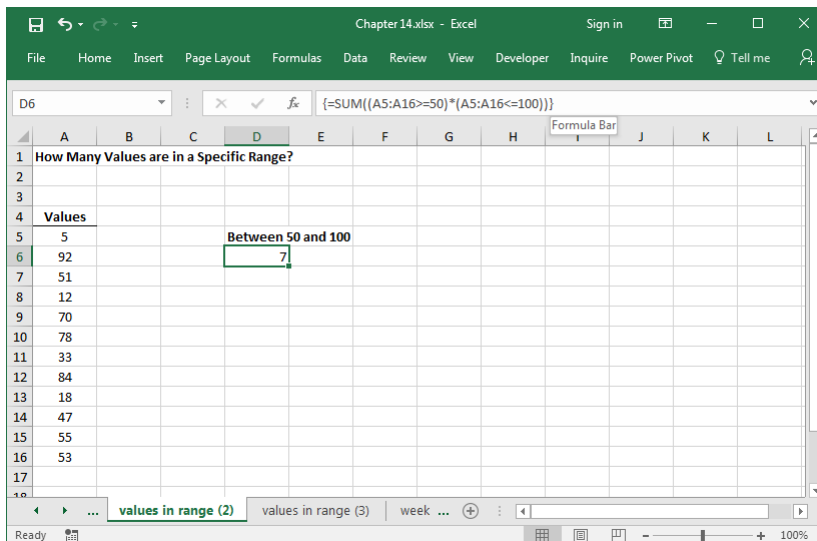 Chapter 14.xlsx - Excel Sign in
File Home Insert Page Layout Formulas Data Review View Developer Inquire Power Pivot Tell me
D6 fx {=SUM((A5:A16>=50)*(A5:A16<=100))}
Formula Bar
A B C D E F G H I J K L
1 How Many Values are in a Specific Range?
2
3
4 Values
5 5 Between 50 and 100
6 92 7
7 51
8 12
9 70
10 78
11 33
12 84
13 18
14 47
15 55
16 53
17
18
... values in range (2) values in range (3) week ...
Ready 100%